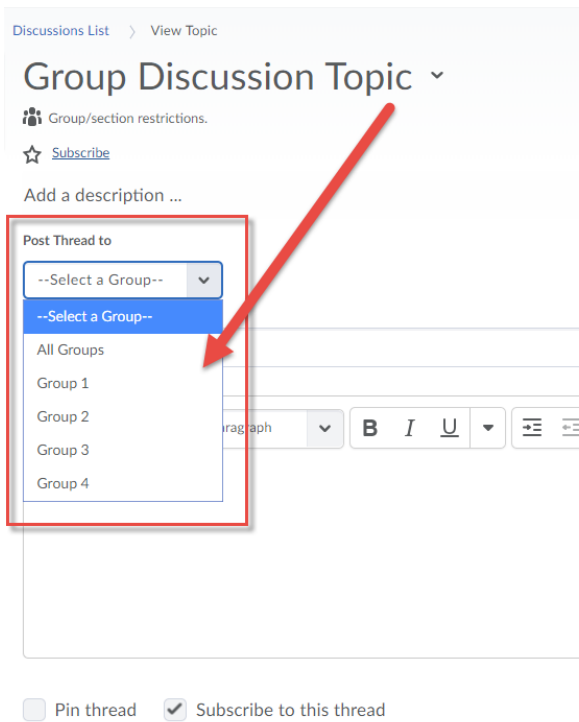 Discussions List > View Topic
Group Discussion Topic
Group/section restrictions.
Subscribe
Add a description ...
Post Thread to
--Select a Group--
--Select a Group--
All Groups
Group 1
Group 2
Group 3
Group 4
B I U
Pin thread Subscribe to this thread